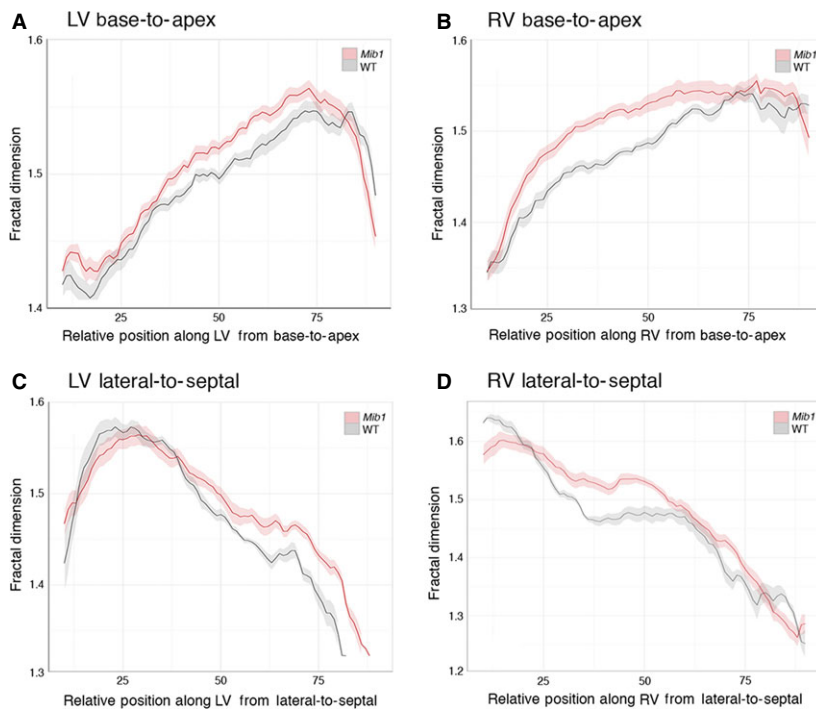 A LV base-to-apex
1.6
1.5
1.4
Fractal dimension
Mib1
WT
25 50 75
Relative position along LV from base-to-apex
B RV base-to-apex
1.6
1.5
1.4
1.3
Fractal dimension
Mib1
WT
25 50 75
Relative position along RV from base-to-apex
C LV lateral-to-septal
1.6
1.5
1.4
1.3
Fractal dimension
Mib1
WT
25 50 75
Relative position along LV from lateral-to-septal
D RV lateral-to-septal
1.6
1.5
1.4
1.3
1.2
Fractal dimension
Mib1
WT
25 50 75
Relative position along RV from lateral-to-septal